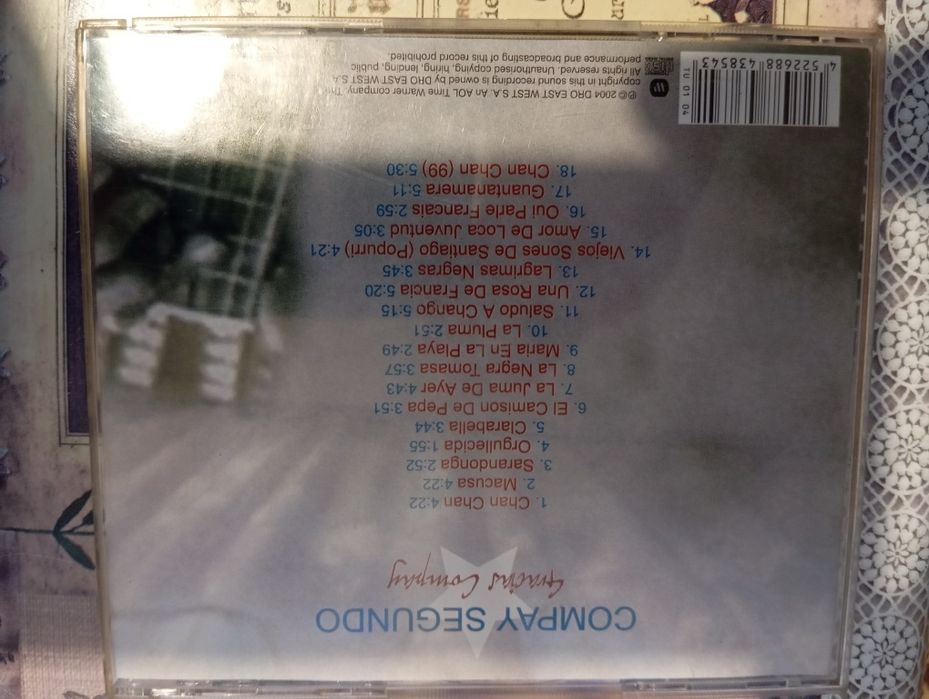 COMPAY SEGUNDO
Gracias Compay
1. Chan Chan 4:22
2. Macusa 4:22
3. Sarandonga 2:52
4. Orgullecida 1:55
5. Clarabella 3:44
6. El Camison De Pepa 3:51
7. La Juma De Ayer 4:43
8. La Negra Tomasa 3:57
9. Maria En La Playa 2:49
10. La Pluma 2:51
11. Saludo A Chango 5:15
12. Una Rosa De Francia 5:20
13. Lagrimas Negras 3:45
14. Viejos Sones De Santiago (Popurri) 4:21
15. Amor De Loca Juventud 3:05
16. Oui Parle Francais 2:59
17. Guantanamera 5:11
18. Chan Chan (99) 5:30
℗© 2004 DRO EAST WEST S.A. An AOL Time Warner company. The
copyright in this sound recording is owned by DRO EAST WEST S.A.
All rights reserved. Unauthorised copying, hiring, lending, public
performance and broadcasting of this record prohibited.
TU 01 04
4 522688 438543